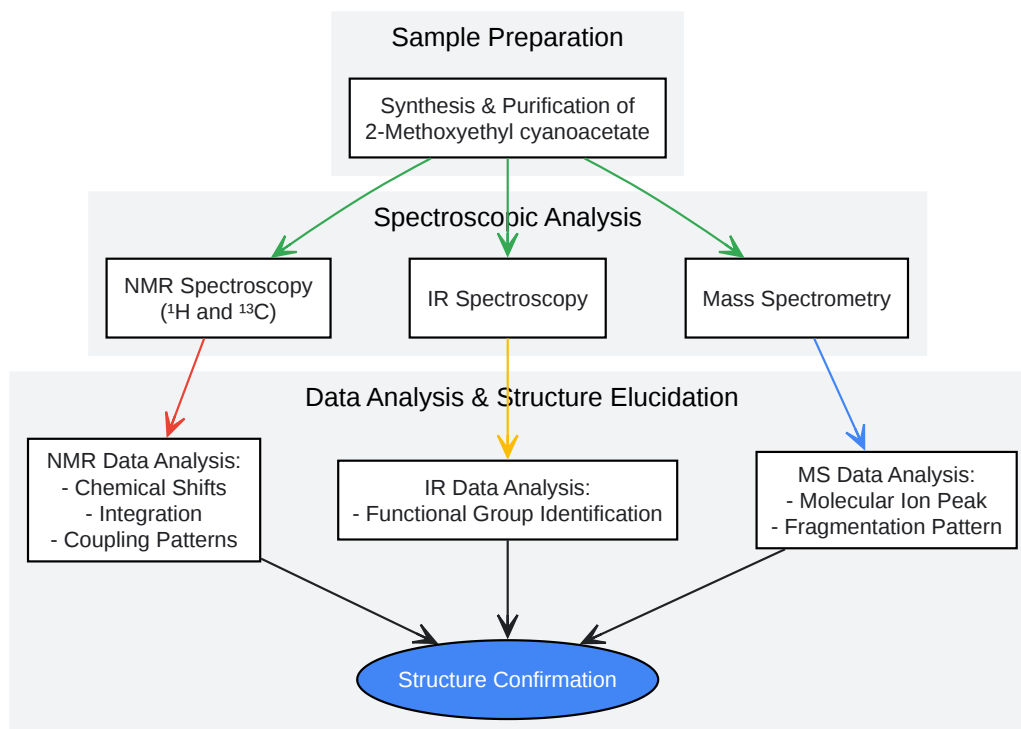 Sample Preparation
Synthesis & Purification of
2-Methoxyethyl cyanoacetate
Spectroscopic Analysis
NMR Spectroscopy
(¹H and ¹³C)
IR Spectroscopy
Mass Spectrometry
Data Analysis & Structure Elucidation
NMR Data Analysis:
- Chemical Shifts
- Integration
- Coupling Patterns
IR Data Analysis:
- Functional Group Identification
MS Data Analysis:
- Molecular Ion Peak
- Fragmentation Pattern
Structure Confirmation